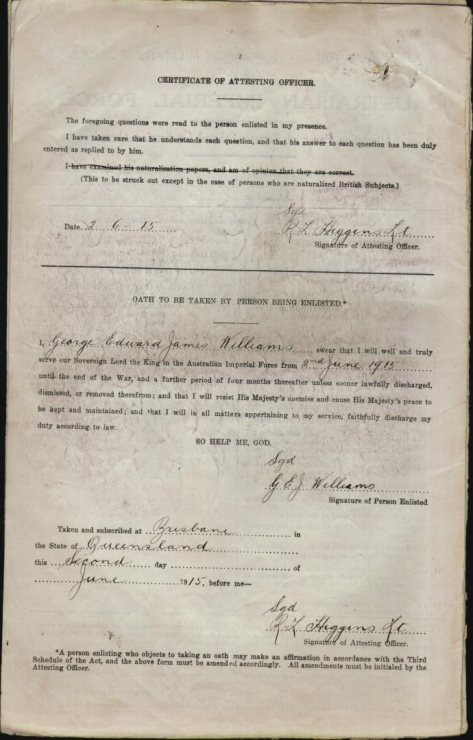 CERTIFICATE OF ATTESTING OFFICER.
The foregoing questions were read to the person enlisted in my presence.
I have taken care that he understands each question, and that his answer to each question has been duly
entered as replied to by him.
I have examined his naturalization papers, and am of opinion that they are correct.
(This to be struck out except in the case of persons who are naturalized British Subjects.)
Sgd
Date 2 6 15
R L Higgins Lt
Signature of Attesting Officer.
OATH TO BE TAKEN BY PERSON BEING ENLISTED.*
I, George Edward James Williams swear that I will well and truly
serve our Sovereign Lord the King in the Australian Imperial Force from 2nd June 1915
until the end of the War, and a further period of four months thereafter unless sooner lawfully discharged,
dismissed, or removed therefrom; and that I will resist His Majesty's enemies and cause His Majesty's peace to
be kept and maintained; and that I will in all matters appertaining to my service, faithfully discharge my
duty according to law.
SO HELP ME, GOD.
Sgd
G E J Williams
Signature of Person Enlisted
Taken and subscribed at Brisbane in
the State of Queensland
this Second day of
June 1915, before me—
Sgd
R L Higgins Lt
Signature of Attesting Officer.
*A person enlisting who objects to taking an oath may make an affirmation in accordance with the Third
Schedule of the Act, and the above form must be amended accordingly. All amendments must be initialed by the
Attesting Officer.